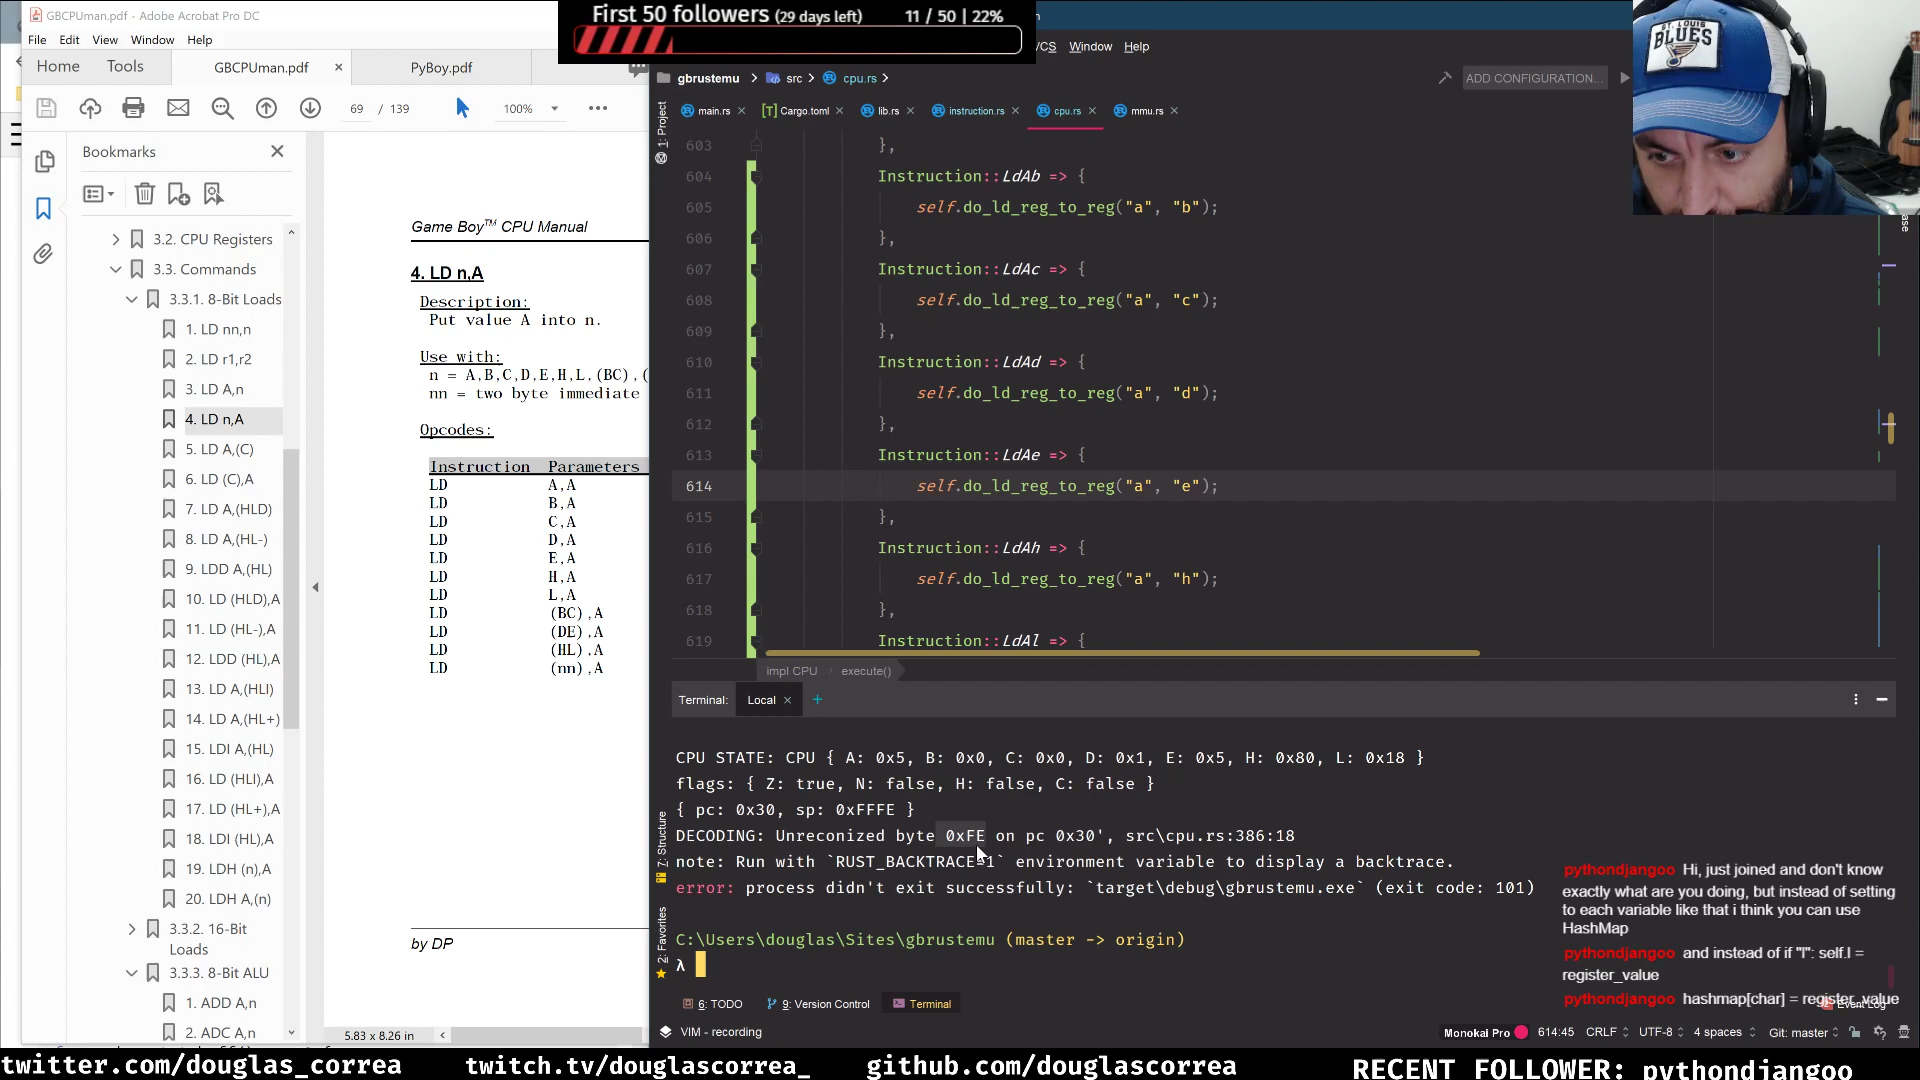 GBCPUman.pdf - Adobe Acrobat Pro DC
File Edit View Window Help
Home Tools GBCPUman.pdf × PyBoy.pdf
69 / 139 100%
First 50 followers (29 days left) 11 / 50 | 22%
VCS Window Help
gbrustemu src cpu.rs
ADD CONFIGURATION...
main.rs × [T] Cargo.toml × lib.rs × instruction.rs × cpu.rs × mmu.rs ×
1: Project
Bookmarks
3.2. CPU Registers
3.3. Commands
3.3.1. 8-Bit Loads
1. LD nn,n
2. LD r1,r2
3. LD A,n
4. LD n,A
5. LD A,(C)
6. LD (C),A
7. LD A,(HLD)
8. LD A,(HL-)
9. LDD A,(HL)
10. LD (HLD),A
11. LD (HL-),A
12. LDD (HL),A
13. LD A,(HLI)
14. LD A,(HL+)
15. LDI A,(HL)
16. LD (HLI),A
17. LD (HL+),A
18. LDI (HL),A
19. LDH (n),A
20. LDH A,(n)
3.3.2. 16-Bit
Loads
3.3.3. 8-Bit ALU
1. ADD A,n
2. ADC A,n
Game Boy™ CPU Manual
4. LD n,A
Description:
Put value A into n.
Use with:
n = A,B,C,D,E,H,L,(BC),(
nn = two byte immediate
Opcodes:
Instruction Parameters
LD A,A
LD B,A
LD C,A
LD D,A
LD E,A
LD H,A
LD L,A
LD (BC),A
LD (DE),A
LD (HL),A
LD (nn),A
by DP
5.83 x 8.26 in
603 },
604 Instruction::LdAb => {
605 self.do_ld_reg_to_reg("a", "b");
606 },
607 Instruction::LdAc => {
608 self.do_ld_reg_to_reg("a", "c");
609 },
610 Instruction::LdAd => {
611 self.do_ld_reg_to_reg("a", "d");
612 },
613 Instruction::LdAe => {
614 self.do_ld_reg_to_reg("a", "e");
615 },
616 Instruction::LdAh => {
617 self.do_ld_reg_to_reg("a", "h");
618 },
619 Instruction::LdAl => {
impl CPU execute()
Terminal: Local × +
CPU STATE: CPU { A: 0x5, B: 0x0, C: 0x0, D: 0x1, E: 0x5, H: 0x80, L: 0x18 }
flags: { Z: true, N: false, H: false, C: false }
{ pc: 0x30, sp: 0xFFFE }
DECODING: Unreconized byte 0xFE on pc 0x30', src\cpu.rs:386:18
note: Run with `RUST_BACKTRACE=1` environment variable to display a backtrace.
error: process didn't exit successfully: `target\debug\gbrustemu.exe` (exit code: 101)
C:\Users\douglas\Sites\gbrustemu (master -> origin)
λ
7: Structure
2: Favorites
6: TODO 9: Version Control Terminal
Event Log
VIM - recording
Monokai Pro 614:45 CRLF UTF-8 4 spaces Git: master
ST. LOUIS
BLUES
pythondjangoo Hi, just joined and don't know
exactly what are you doing, but instead of setting
to each variable like that i think you can use
HashMap
pythondjangoo and instead of if "l": self.l =
register_value
pythondjangoo hashmap[char] = register_value
twitter.com/douglas_correa twitch.tv/douglascorrea_ github.com/douglascorrea RECENT FOLLOWER: pythondjangoo